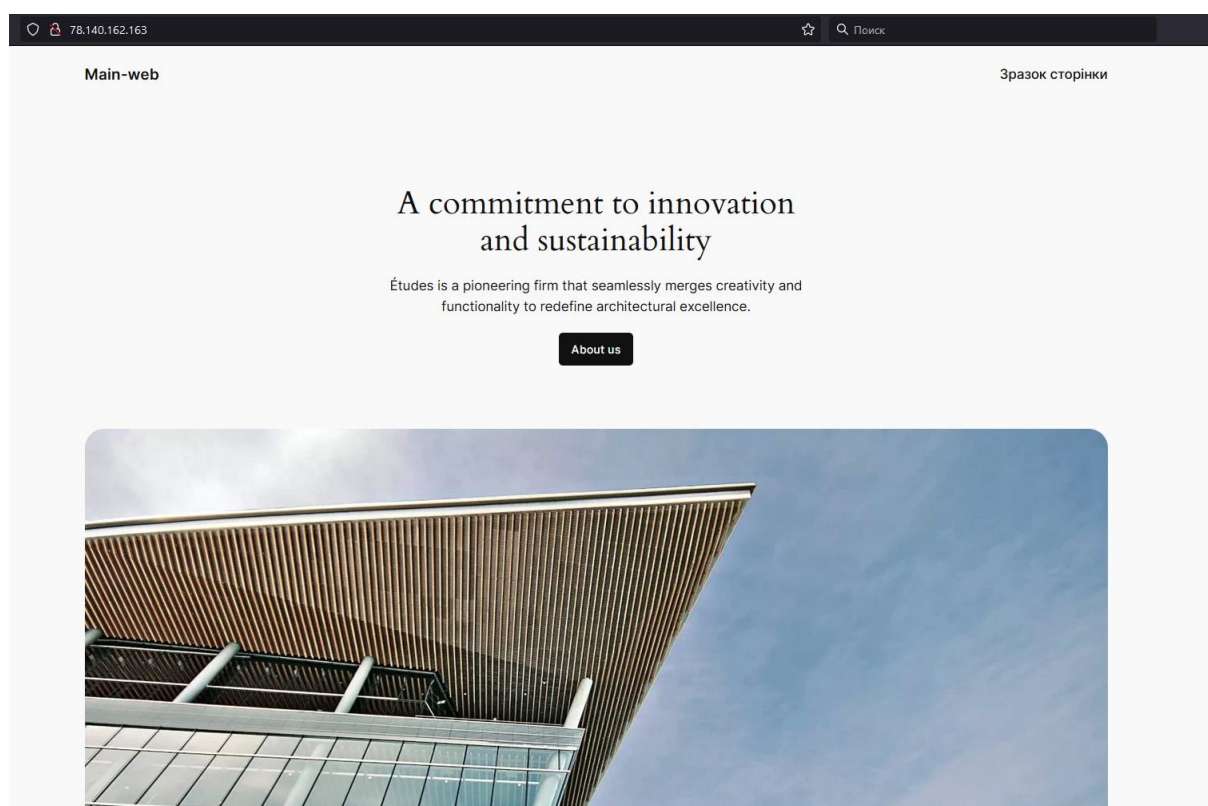 78.140.162.163
Поиск
Main-web
Зразок сторінки
A commitment to innovation
and sustainability
Études is a pioneering firm that seamlessly merges creativity and
functionality to redefine architectural excellence.
About us